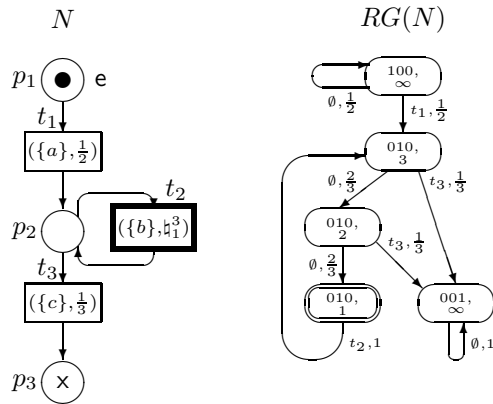 N
RG(N)
p₁ e
t₁
({a},½)
p₂
t₂
({b},♮³₁)
t₃
({c},⅓)
p₃ x
100,
∞
∅,½
t₁,½
010,
3
∅,⅔
t₃,⅓
010,
2
t₃,⅓
∅,⅔
010,
1
001,
∞
t₂,1
∅,1